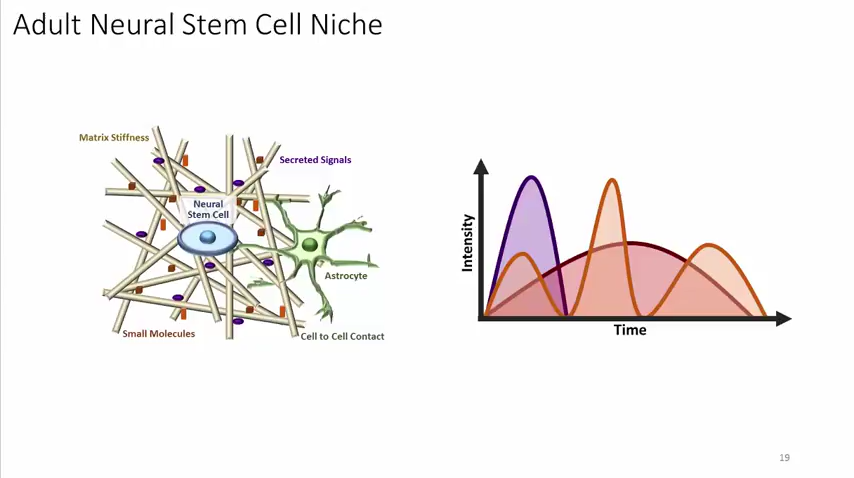 Adult Neural Stem Cell Niche
Matrix Stiffness
Secreted Signals
Neural
Stem Cell
Astrocyte
Small Molecules
Cell to Cell Contact
Intensity
Time
19